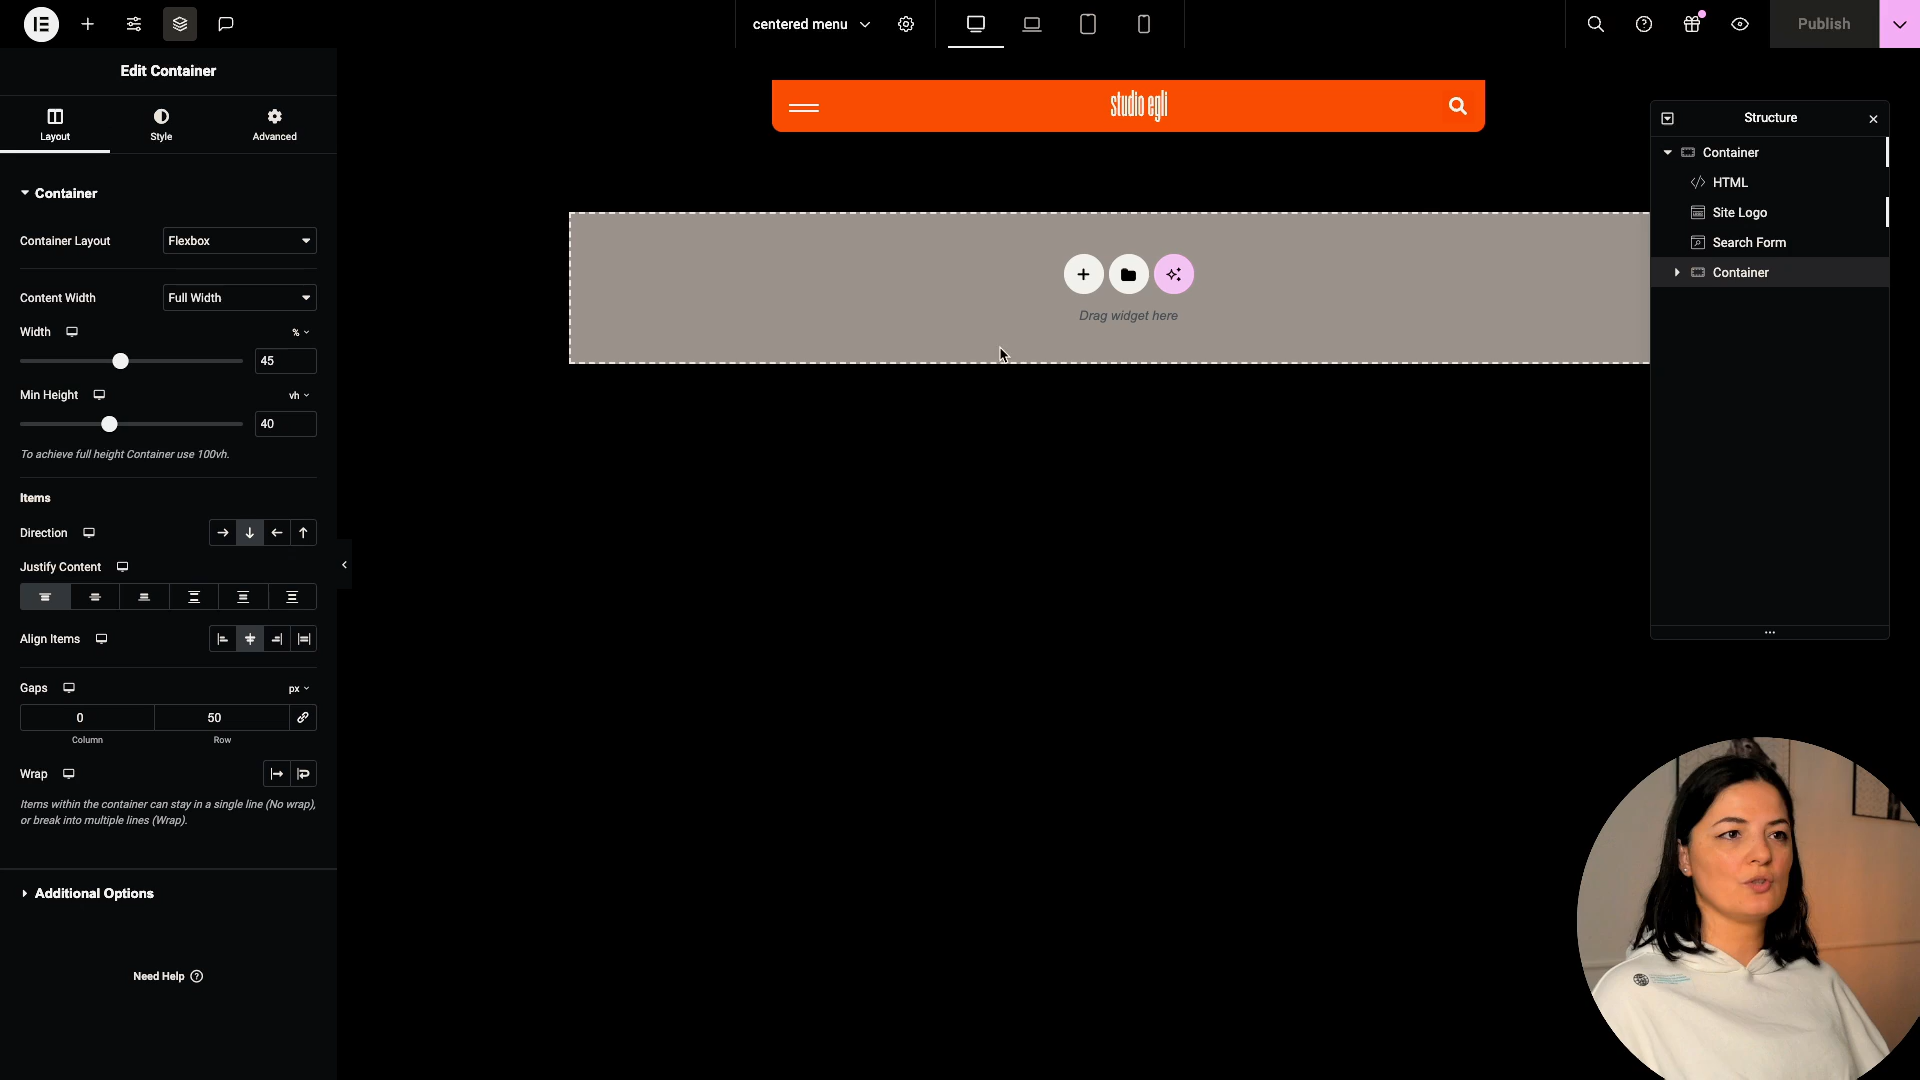 centered menu
Publish
Edit Container
Layout
Style
Advanced
Container
Container Layout
Flexbox
Content Width
Full Width
Width
%
45
Min Height
vh
40
To achieve full height Container use 100vh.
Items
Direction
Justify Content
Align Items
Gaps
px
0
50
Column
Row
Wrap
Items within the container can stay in a single line (No wrap),
or break into multiple lines (Wrap).
Additional Options
Need Help
studio egli
Drag widget here
Structure
Container
HTML
Site Logo
Search Form
Container